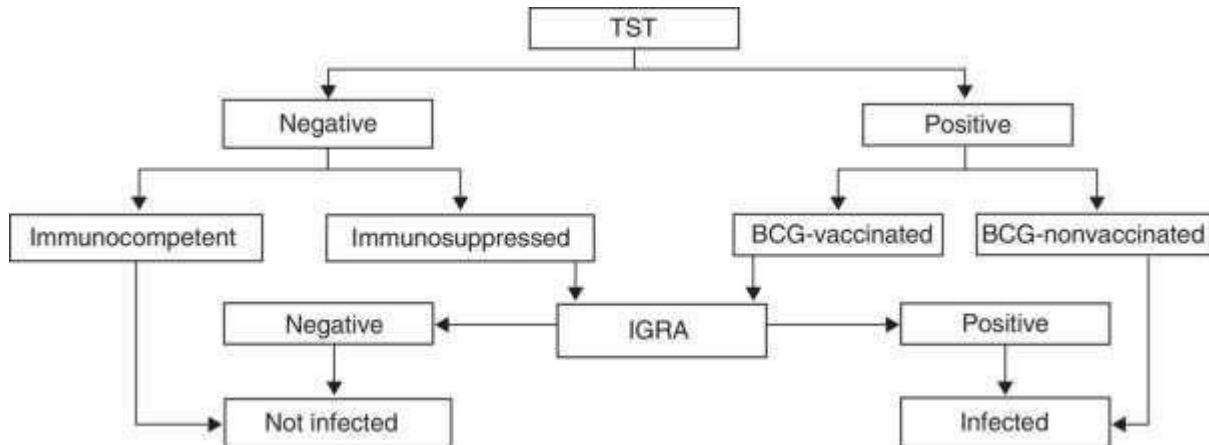 TST
Negative
Positive
Immunocompetent
Immunosuppressed
BCG-vaccinated
BCG-nonvaccinated
Negative
IGRA
Positive
Not infected
Infected